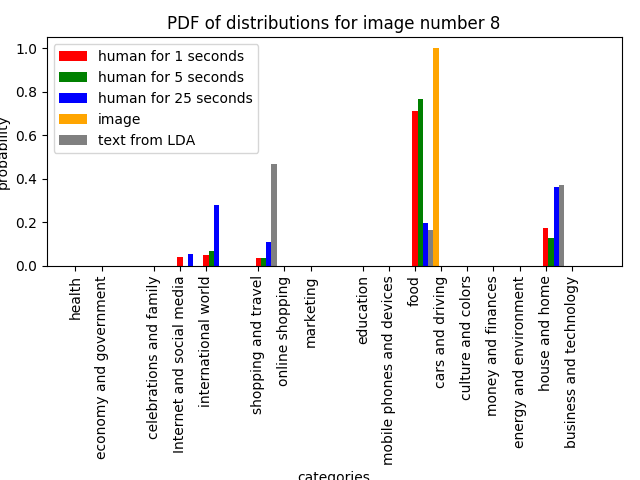 PDF of distributions for image number 8
probability
1.0
0.8
0.6
0.4
0.2
0.0
human for 1 seconds
human for 5 seconds
human for 25 seconds
image
text from LDA
health
economy and government
celebrations and family
Internet and social media
international world
shopping and travel
online shopping
marketing
education
mobile phones and devices
food
cars and driving
culture and colors
money and finances
energy and environment
house and home
business and technology
categories